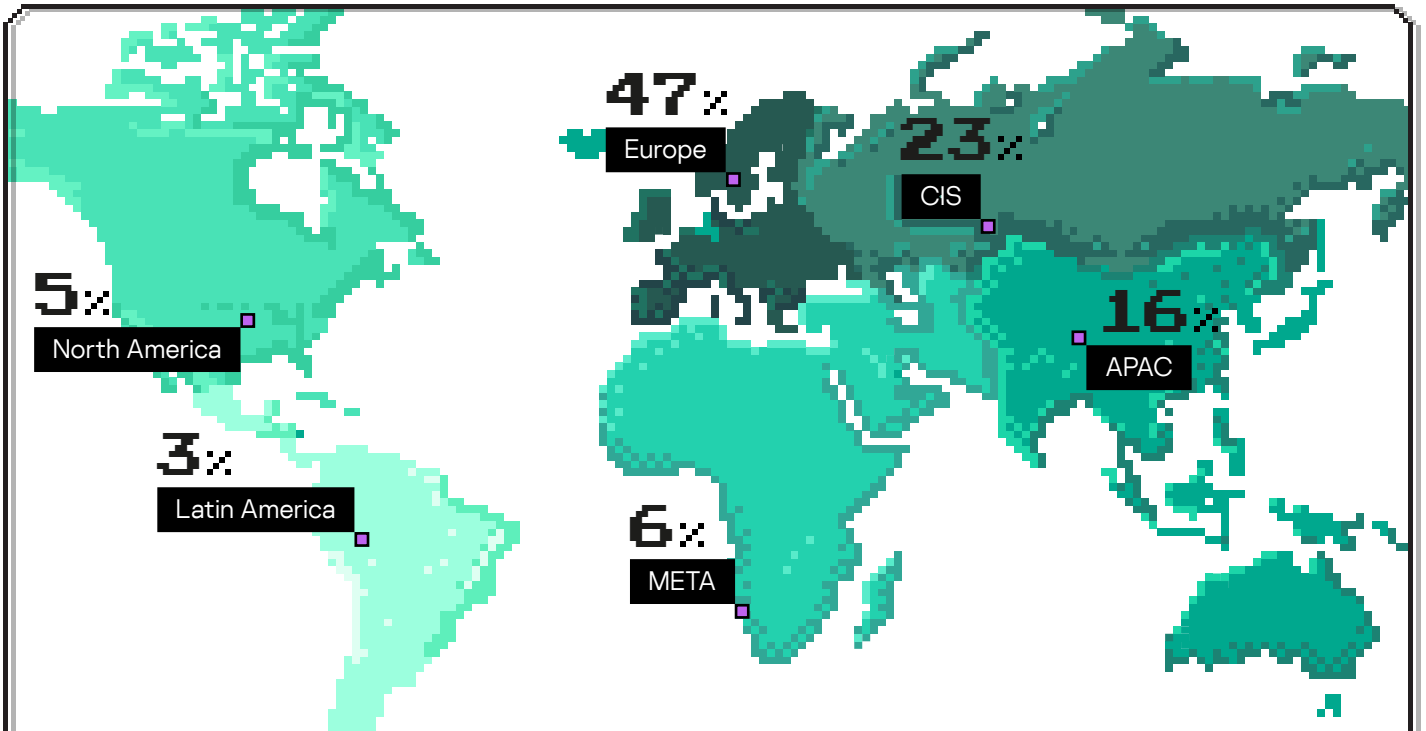 47%
Europe
23%
CIS
5%
North America
16%
APAC
3%
Latin America
6%
META